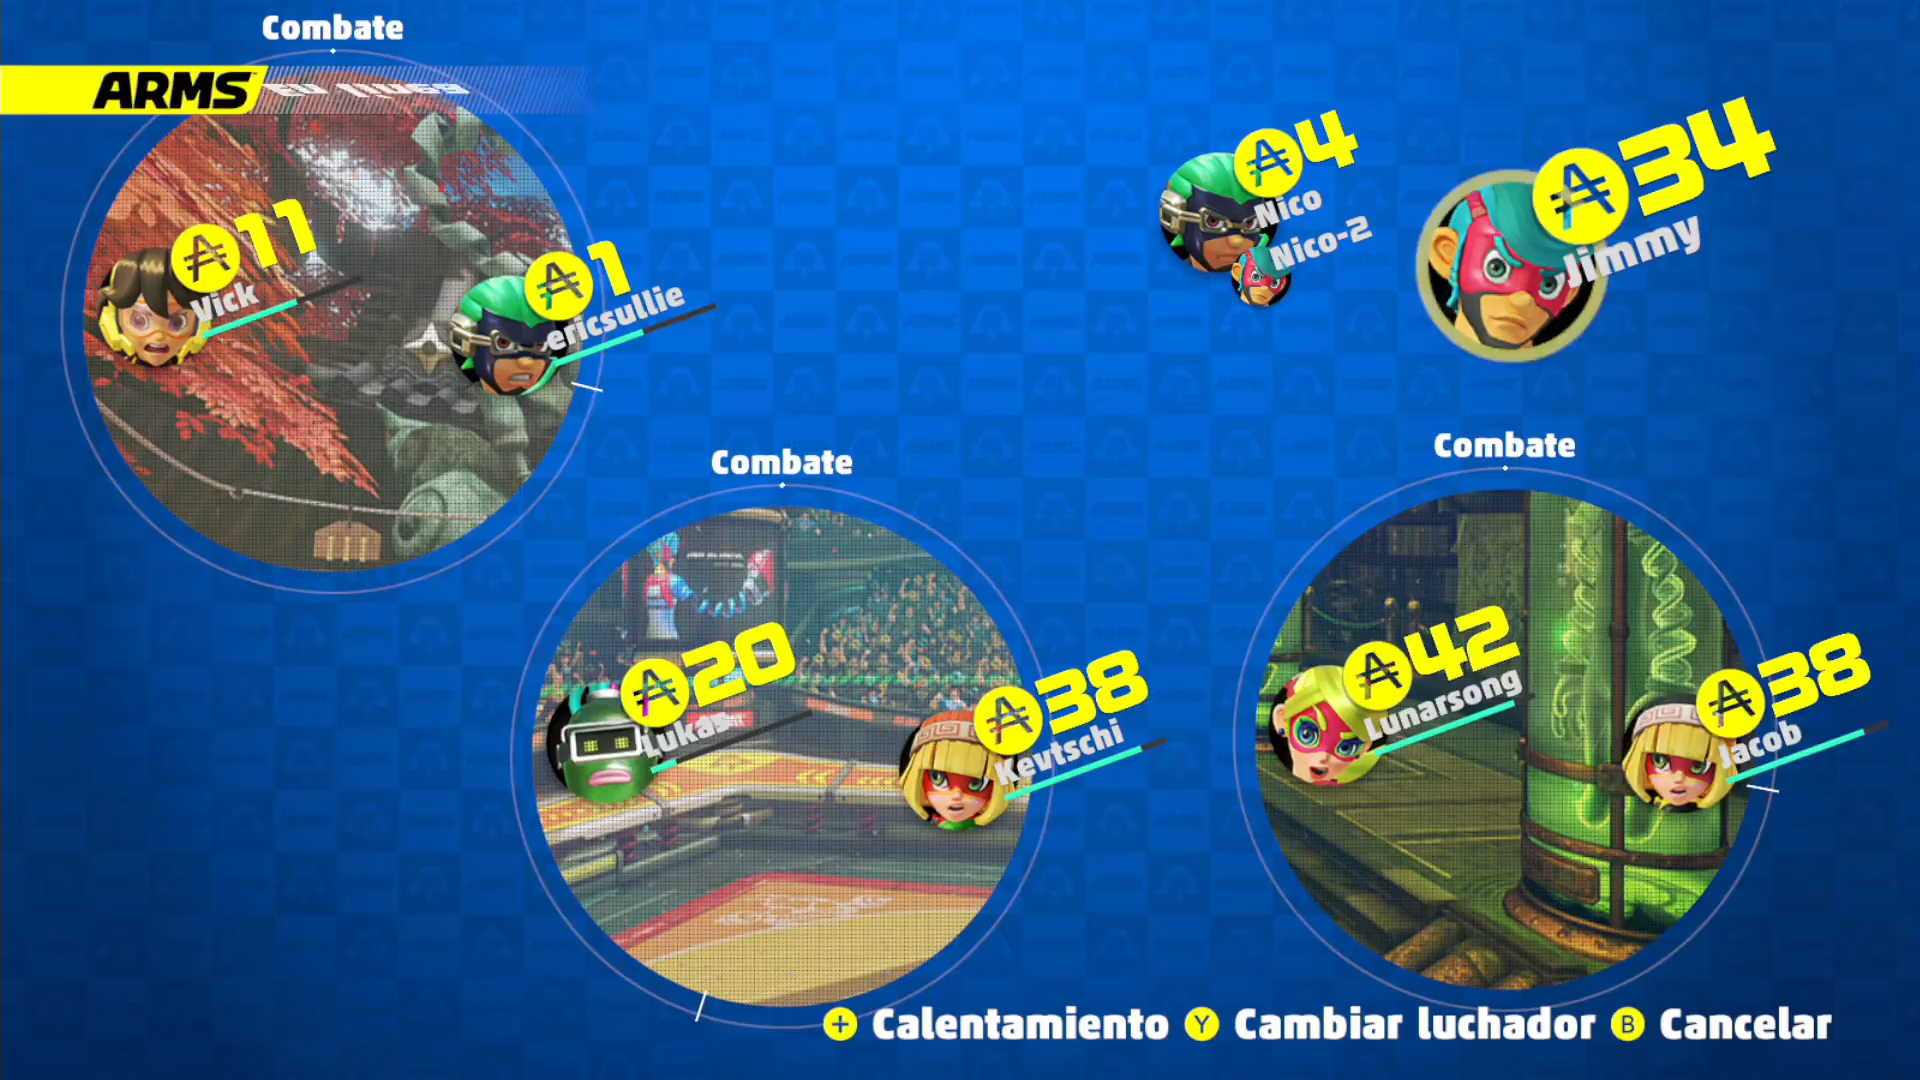 Combate
ARMS
11
Vick
1
ericsullie
4
Nico
Nico-2
34
Jimmy
Combate
20
Lukas
38
Kevtschi
Combate
42
Lunarsong
38
Jacob
+ Calentamiento Y Cambiar luchador B Cancelar